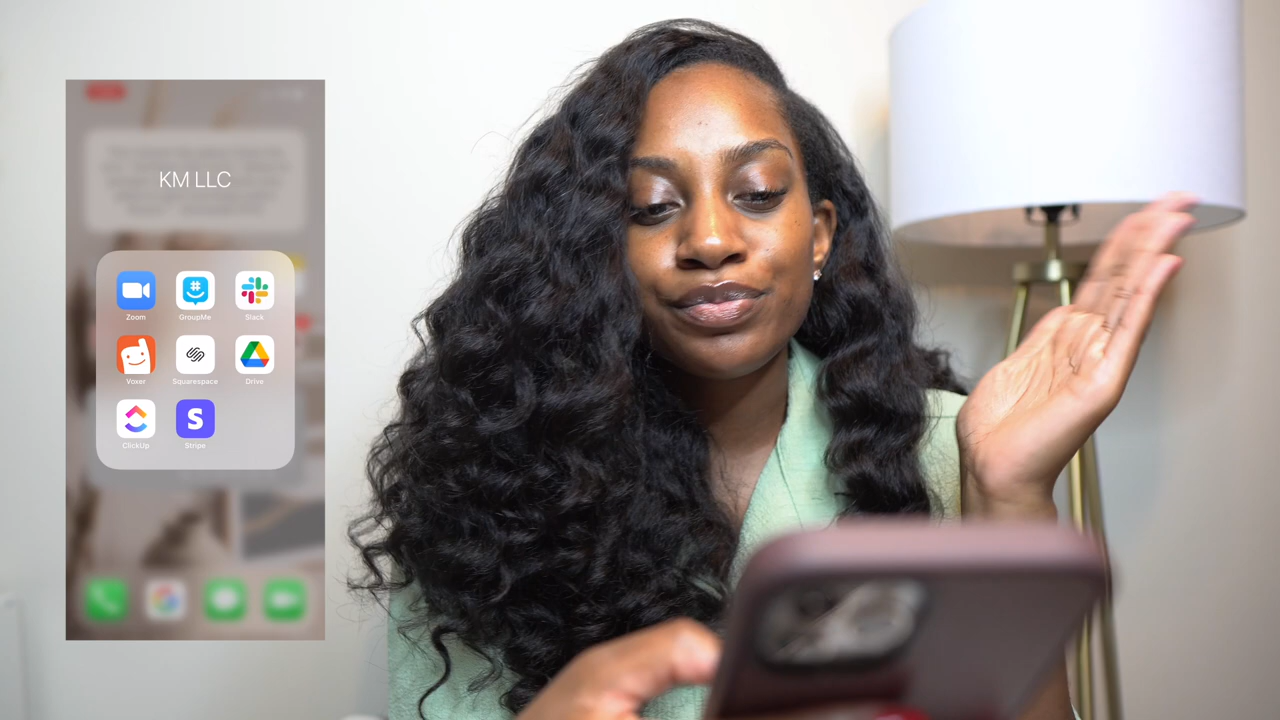 KM LLC
Zoom
GroupMe
Slack
Voxer
Squarespace
Drive
ClickUp
S
Stripe